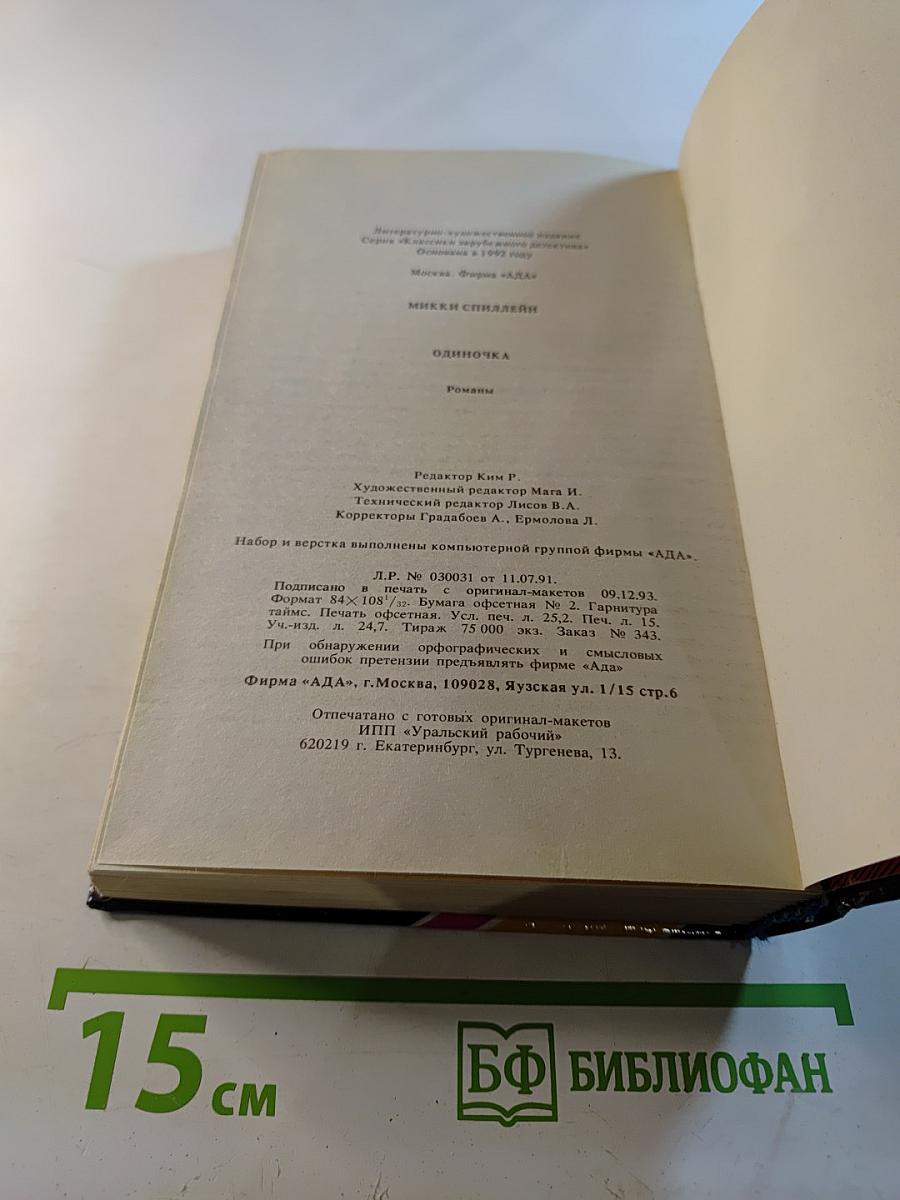 Литературно-художественное издание
Серия «Классики зарубежного детектива»
Основана в 1992 году
Москва. Фирма «АДА»
МИККИ СПИЛЛЕЙН
ОДИНОЧКА
Романы
Редактор Ким Р.
Художественный редактор Мага И.
Технический редактор Лисов В.А.
Корректоры Градабоев А., Ермолова Л.
Набор и верстка выполнены компьютерной группой фирмы «АДА».
Л.Р. № 030031 от 11.07.91.
Подписано в печать с оригинал-макетов 09.12.93.
Формат 84×108¹/₃₂. Бумага офсетная № 2. Гарнитура
таймс. Печать офсетная. Усл. печ. л. 25,2. Печ. л. 15.
Уч.-изд. л. 24,7. Тираж 75 000 экз. Заказ № 343.
При обнаружении орфографических и смысловых
ошибок претензии предъявлять фирме «Ада»
Фирма «АДА», г.Москва, 109028, Яузская ул. 1/15 стр.6
Отпечатано с готовых оригинал-макетов
ИПП «Уральский рабочий»
620219 г. Екатеринбург, ул. Тургенева, 13.
15 см
БФ БИБЛИОФАН